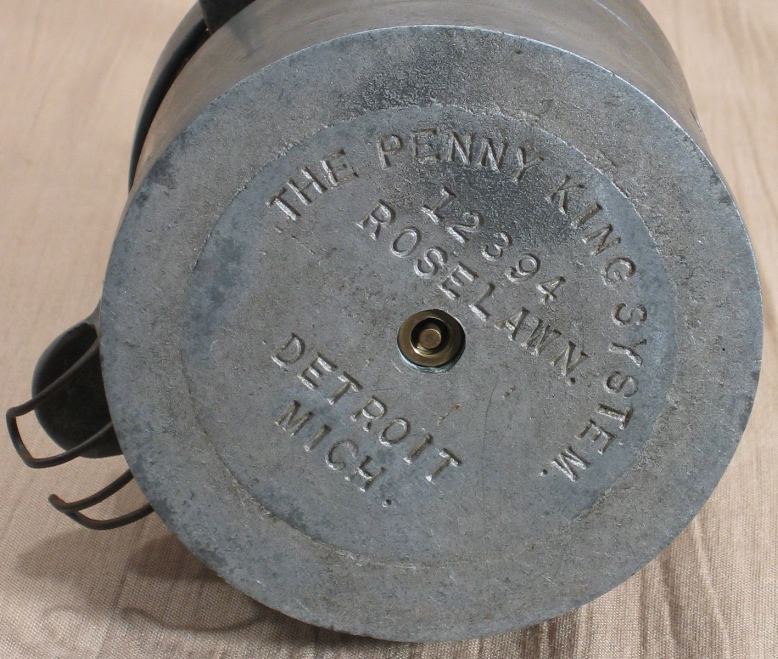 THE PENNY KING SYSTEM.
12394
ROSELAWN.
DETROIT
MICH.